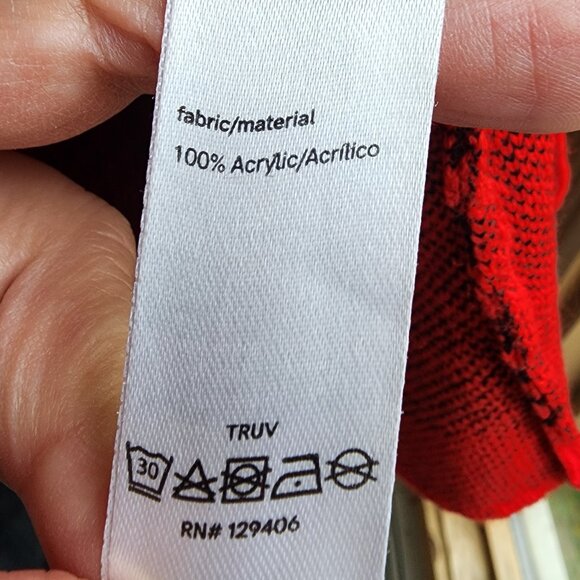 fabric/material
100% Acrylic/Acrílico
TRUV
30
RN# 129406